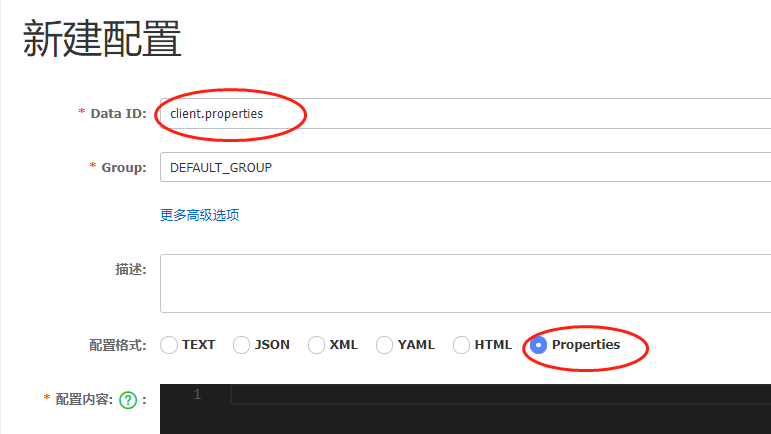 新建配置
* Data ID: client.properties
* Group: DEFAULT_GROUP
更多高级选项
描述:
配置格式: TEXT JSON XML YAML HTML Properties
* 配置内容: ? :
1